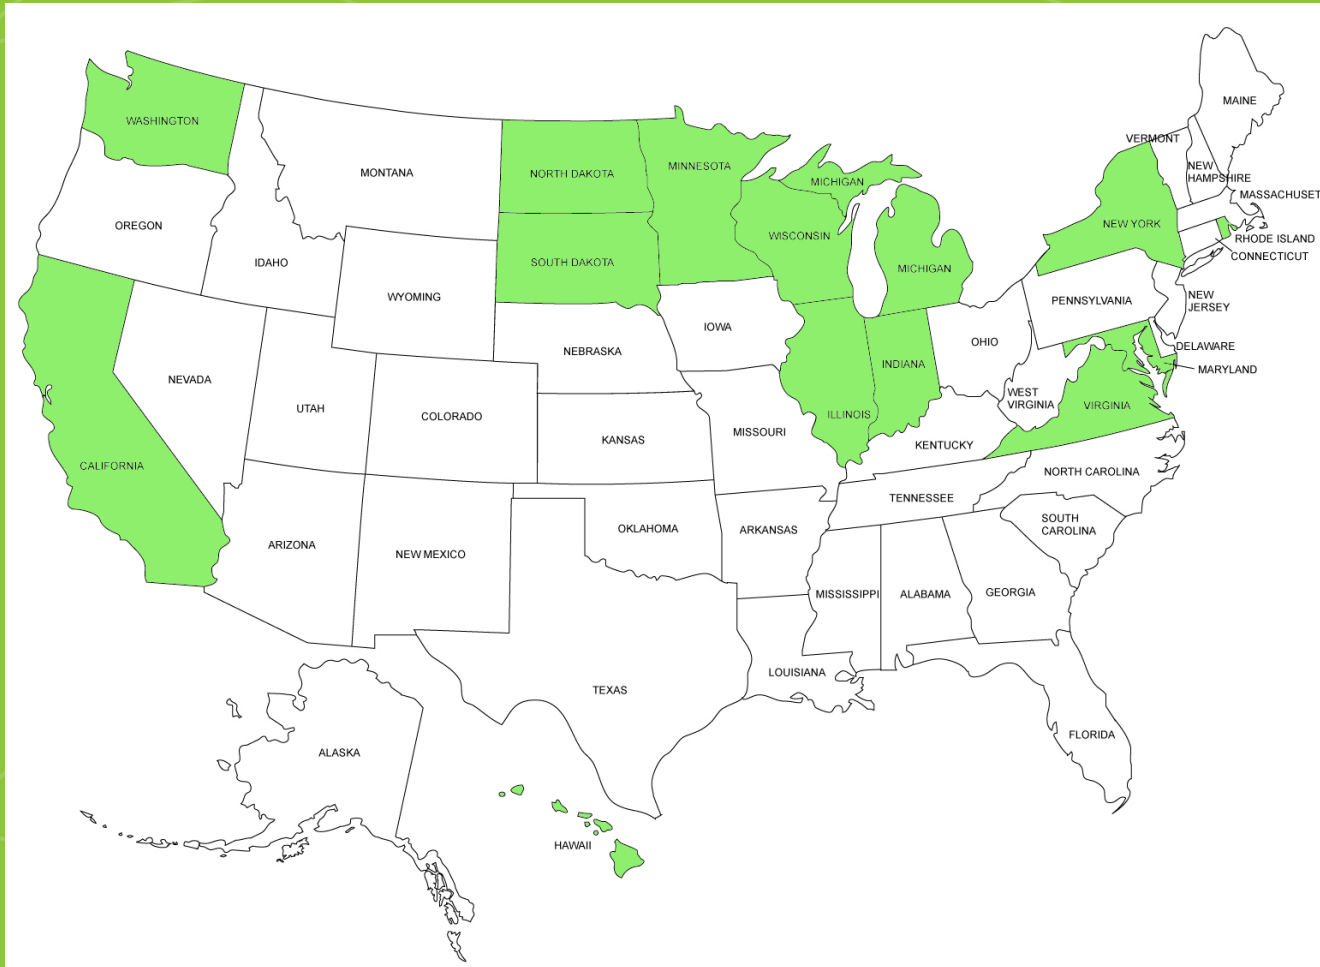 MAINE
WASHINGTON
VERMONT
MONTANA
NORTH DAKOTA
MINNESOTA
MICHIGAN
NEW
HAMPSHIRE
MASSACHUSET
OREGON
NEW YORK
WISCONSIN
RHODE ISLAND
CONNECTICUT
IDAHO
SOUTH DAKOTA
MICHIGAN
WYOMING
PENNSYLVANIA
NEW
JERSEY
IOWA
OHIO
DELAWARE
NEBRASKA
INDIANA
MARYLAND
NEVADA
UTAH
COLORADO
WEST
VIRGINIA
VIRGINIA
ILLINOIS
KANSAS
MISSOURI
KENTUCKY
CALIFORNIA
NORTH CAROLINA
TENNESSEE
OKLAHOMA
ARKANSAS
SOUTH
CAROLINA
ARIZONA
NEW MEXICO
MISSISSIPPI
ALABAMA
GEORGIA
LOUISIANA
TEXAS
FLORIDA
ALASKA
HAWAII